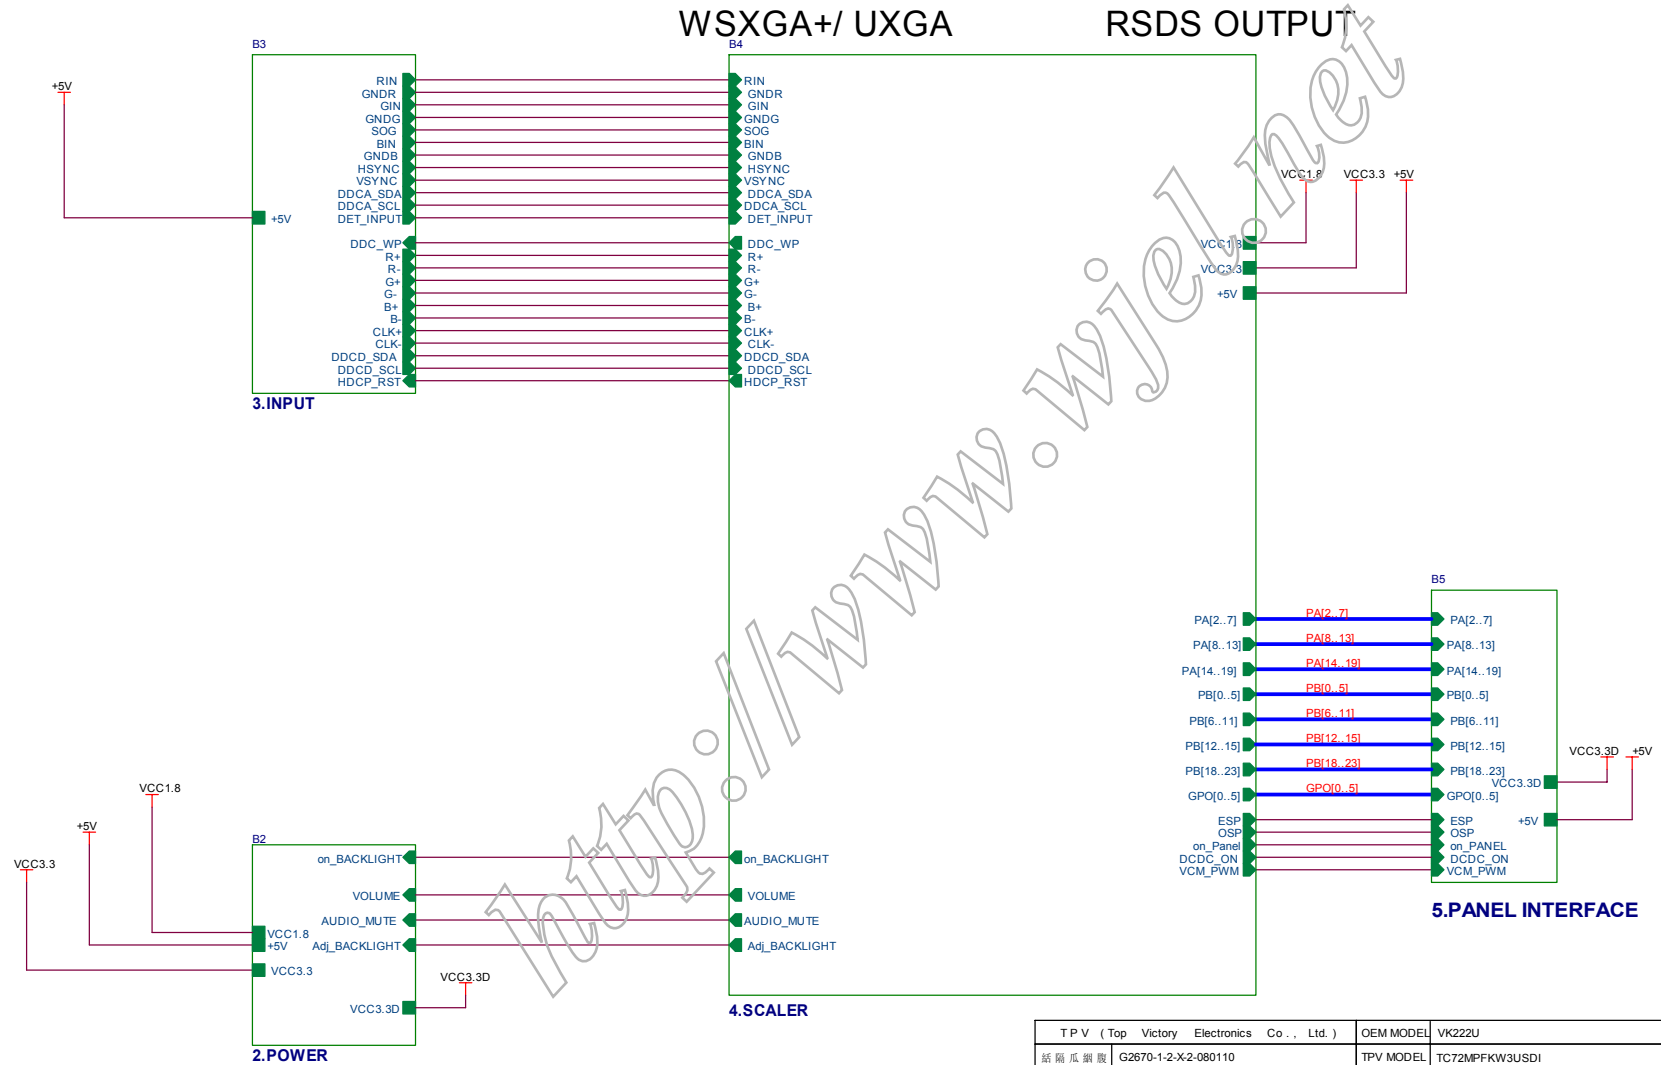 WSXGA+/ UXGA RSDS OUTPUT
B3
B4
+5V
RIN RIN
GNDR GNDR
GIN GIN
GNDG GNDG
SOG SOG
BIN BIN
GNDB GNDB
HSYNC HSYNC
VSYNC VSYNC
DDCA_SDA DDCA_SDA
DDCA_SCL DDCA_SCL
DET_INPUT DET_INPUT
+5V
DDC_WP DDC_WP
R+ R+
R- R-
G+ G+
G- G-
B+ B+
B- B-
CLK+ CLK+
CLK- CLK-
DDCD_SDA DDCD_SDA
DDCD_SCL DDCD_SCL
HDCP_RST HDCP_RST
3.INPUT
VCC1.8 VCC3.3 +5V
VCC1.8
VCC3.3
+5V
http://www.wjel.net
B5
PA[2..7] PA[2..7] PA[2..7]
PA[8..13] PA[8..13] PA[8..13]
PA[14..19] PA[14..19] PA[14..19]
PB[0..5] PB[0..5] PB[0..5]
PB[6..11] PB[6..11] PB[6..11]
PB[12..15] PB[12..15] PB[12..15]
PB[18..23] PB[18..23] PB[18..23]
GPO[0..5] GPO[0..5] GPO[0..5]
VCC3.3D +5V
VCC3.3D
+5V
ESP ESP
OSP OSP
on_Panel on_PANEL
DCDC_ON DCDC_ON
VCM_PWM VCM_PWM
5.PANEL INTERFACE
VCC1.8
+5V
VCC3.3
B2
on_BACKLIGHT on_BACKLIGHT
VOLUME VOLUME
AUDIO_MUTE AUDIO_MUTE
Adj_BACKLIGHT Adj_BACKLIGHT
VCC1.8
+5V
VCC3.3
VCC3.3D
VCC3.3D
2.POWER
4.SCALER
T P V ( Top Victory Electronics Co . , Ltd. ) OEM MODEL VK222U
G2670-1-2-X-2-080110 TPV MODEL TC72MPFKW3USDI